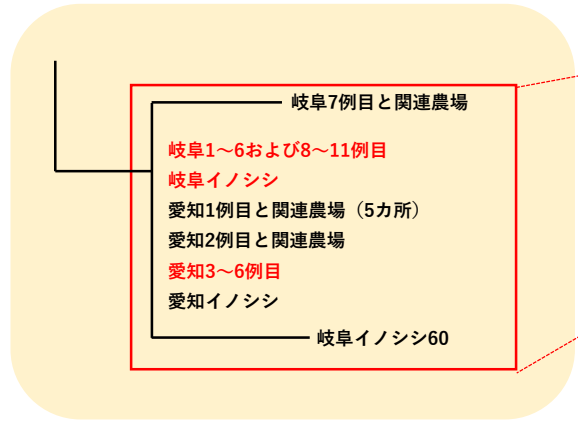 岐阜7例目と関連農場
岐阜1～6および8～11例目
岐阜イノシシ
愛知1例目と関連農場（5カ所）
愛知2例目と関連農場
愛知3～6例目
愛知イノシシ
岐阜イノシシ60